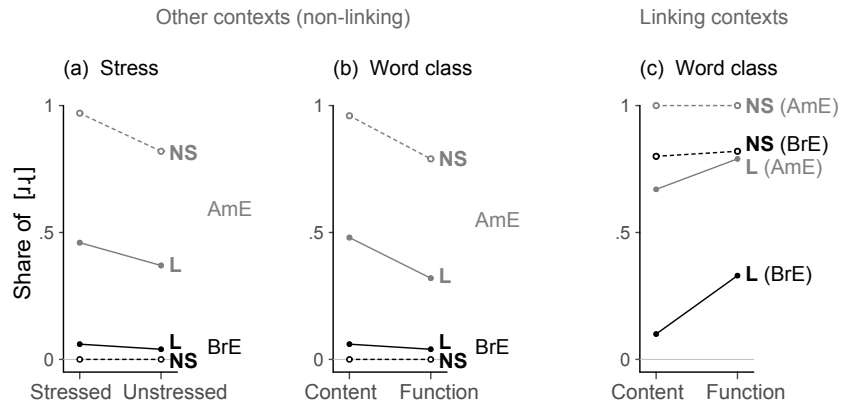 Other contexts (non-linking)
Linking contexts
(a) Stress
(b) Word class
(c) Word class
Share of [ɹɻ]
1
.5
0
NS
AmE
L
L
BrE
NS
Stressed Unstressed
1
.5
0
NS
AmE
L
L
BrE
NS
Content Function
1
.5
0
NS (AmE)
NS (BrE)
L (AmE)
L (BrE)
Content Function